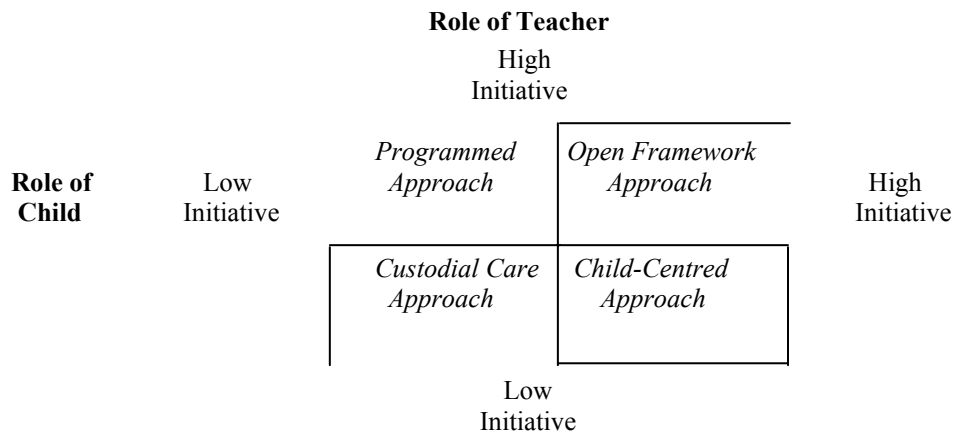 Role of Teacher
High
Initiative
Programmed Open Framework
Approach Approach
Role of Low High
Child Initiative Initiative
Custodial Care Child-Centred
Approach Approach
Low
Initiative